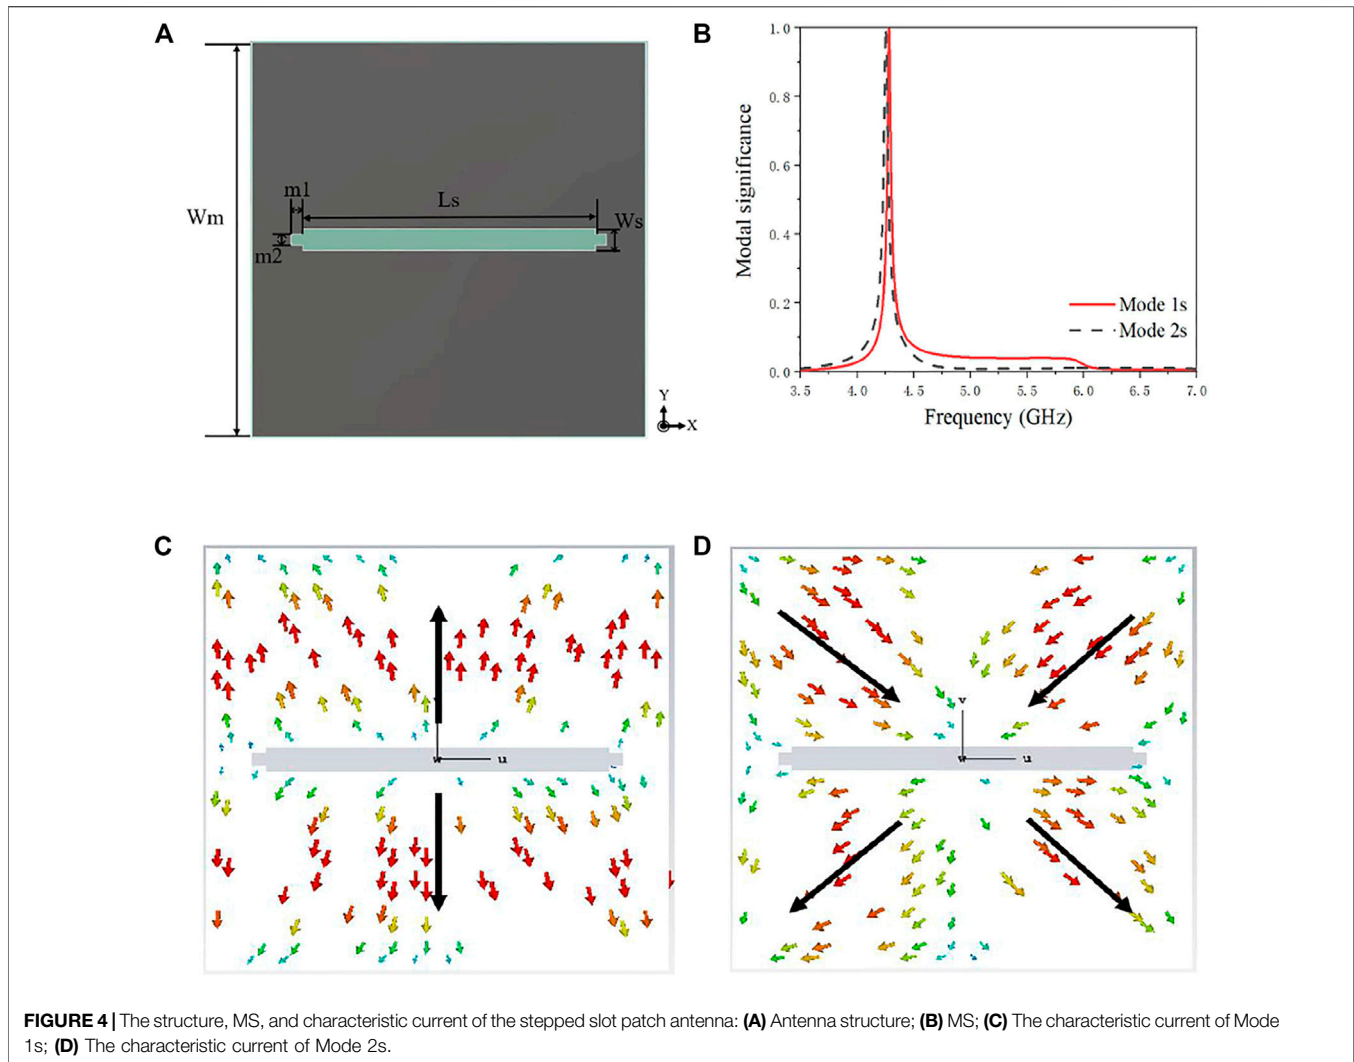 A
Wm
m1
Ls
Ws
m2
Y
X
B
1.0
0.8
0.6
0.4
0.2
0.0
Modal significance
Mode 1s
Mode 2s
3.5 4.0 4.5 5.0 5.5 6.0 6.5 7.0
Frequency (GHz)
C
v
w u
D
v
w u
FIGURE 4 | The structure, MS, and characteristic current of the stepped slot patch antenna: (A) Antenna structure; (B) MS; (C) The characteristic current of Mode
1s; (D) The characteristic current of Mode 2s.